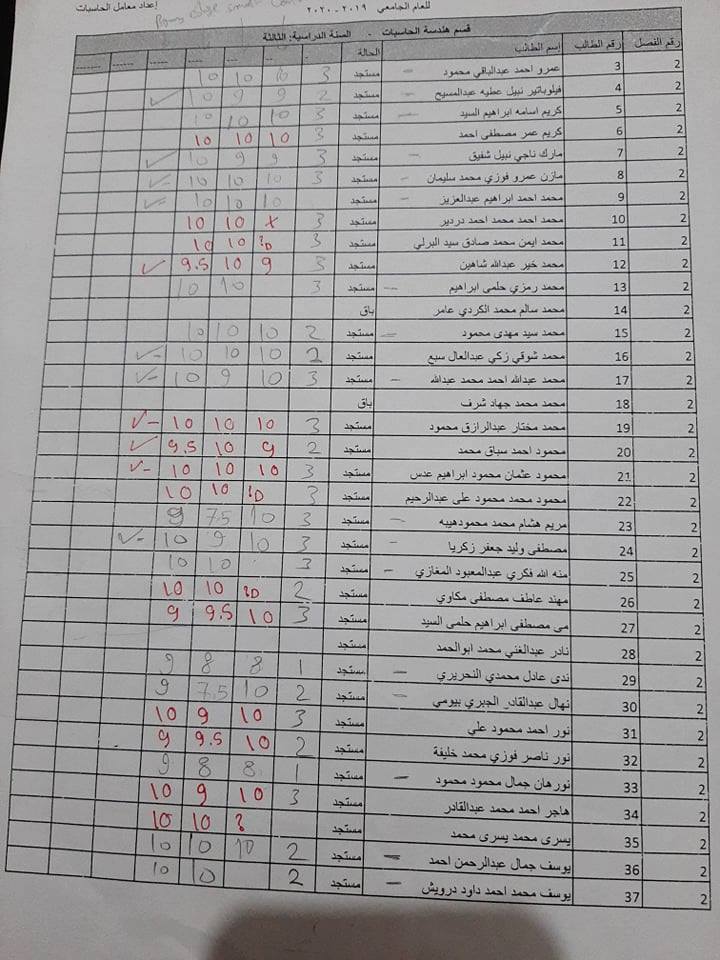 إعداد معامل الحاسبات
للعام الجامعي ٢٠١٩ - ٢٠٢٠
قسم هندسة الحاسبات - السنة الدراسية: الثالثة
رقم الفصل رقم الطالب إسم الطالب الحالة
2 3 عمرو احمد عبدالباقي محمود مستجد 3 10 10 10
2 4 فيلوباتير نبيل عطيه عبدالمسيح مستجد 2 9 9 10 ✓
2 5 كريم اسامه ابراهيم السيد مستجد 3 10 10 10
2 6 كريم عمر مصطفى احمد مستجد 3 10 10 10
2 7 مارك ناجي نبيل شفيق مستجد 3 9 9 10 ✓
2 8 مازن عمرو فوزي محمد سليمان مستجد 3 10 10 10 ✓-
2 9 محمد احمد ابراهيم عبدالعزيز مستجد 10 10 10 ✓
2 10 محمد احمد محمد احمد دردير مستجد 3 x 10 10
2 11 محمد ايمن محمد صادق سيد البرلي مستجد 3 10 10
2 12 محمد خير عبدالله شاهين مستجد 3 9 10 9.5 ✓
2 13 محمد رمزي حلمى ابراهيم مستجد 3 10 10
2 14 محمد سالم محمد الكردي عامر باق
2 15 محمد سيد مهدى محمود مستجد 2 10 10 10
2 16 محمد شوقي زكي عبدالعال سبع مستجد 2 10 10 10 ✓-
2 17 محمد عبدالله احمد محمد عبدالله مستجد 3 10 9 10 ✓-
2 18 محمد محمد جهاد شرف باق
2 19 محمد مختار عبدالرازق محمود مستجد 3 10 10 10 ✓-
2 20 محمود احمد سباق محمد مستجد 2 9 10 9.5 ✓
2 21 محمود عثمان محمود ابراهيم عدس مستجد 3 10 10 10 ✓-
2 22 محمود محمد محمود على عبدالرحيم مستجد 3 10 10
2 23 مريم هشام محمد محمودهيبه مستجد 3 10 7.5 9
2 24 مصطفى وليد جعفر زكريا مستجد 3 10 9 10 ✓-
2 25 منه الله فكري عبدالمعبود المغازي مستجد 3 10 10
2 26 مهند عاطف مصطفى مكاوي مستجد 2 10 10
2 27 مى مصطفى ابراهيم حلمى السيد مستجد 3 10 9.5 9
2 28 نادر عبدالغني محمد ابوالحمد مستجد
2 29 ندى عادل محمدي النحريري مستجد 1 8 8 9
2 30 نهال عبدالقادر الجبري بيومي مستجد 2 10 7.5 9
2 31 نور احمد محمود علي مستجد 3 10 9 10
2 32 نور ناصر فوزي محمد خليفة مستجد 2 10 9.5 9
2 33 نورهان جمال محمود محمود مستجد 1 8 8 9
2 34 هاجر احمد محمد عبدالقادر مستجد 3 10 9 10
2 35 يسرى محمد يسرى محمد مستجد ? 10 10
2 36 يوسف جمال عبدالرحمن احمد مستجد 2 10 10 10
2 37 يوسف محمد احمد داود درويش مستجد 2 10 10